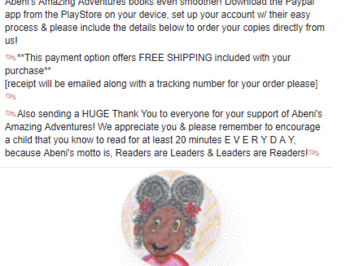 Abeni's Amazing Adventures books even smoother! Download the Paypal
app from the PlayStore on your device, set up your account w/ their easy
process & please include the details below to order your copies directly from
us!
**This payment option offers FREE SHIPPING included with your
purchase**
[receipt will be emailed along with a tracking number for your order please]
Also sending a HUGE Thank You to everyone for your support of Abeni's
Amazing Adventures! We appreciate you & please remember to encourage
a child that you know to read for at least 20 minutes E V E R Y D A Y,
because Abeni's motto is, Readers are Leaders & Leaders are Readers!